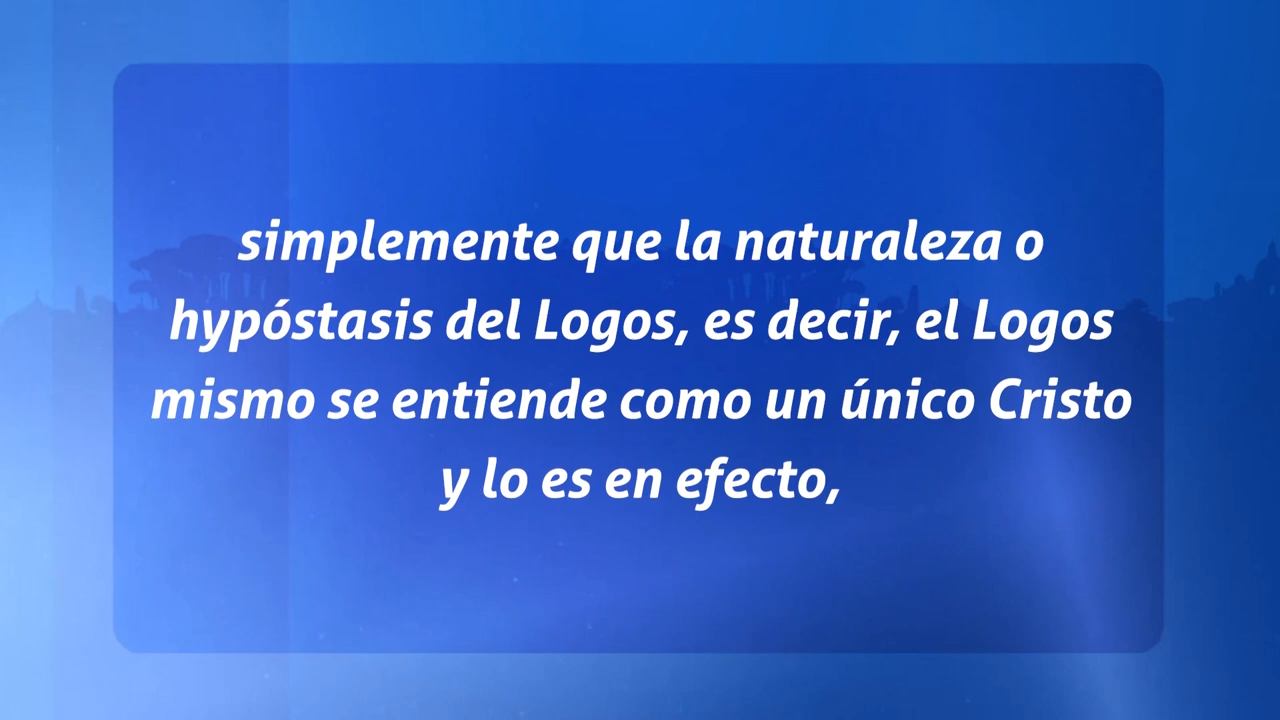 simplemente que la naturaleza o
hypóstasis del Logos, es decir, el Logos
mismo se entiende como un único Cristo
y lo es en efecto,